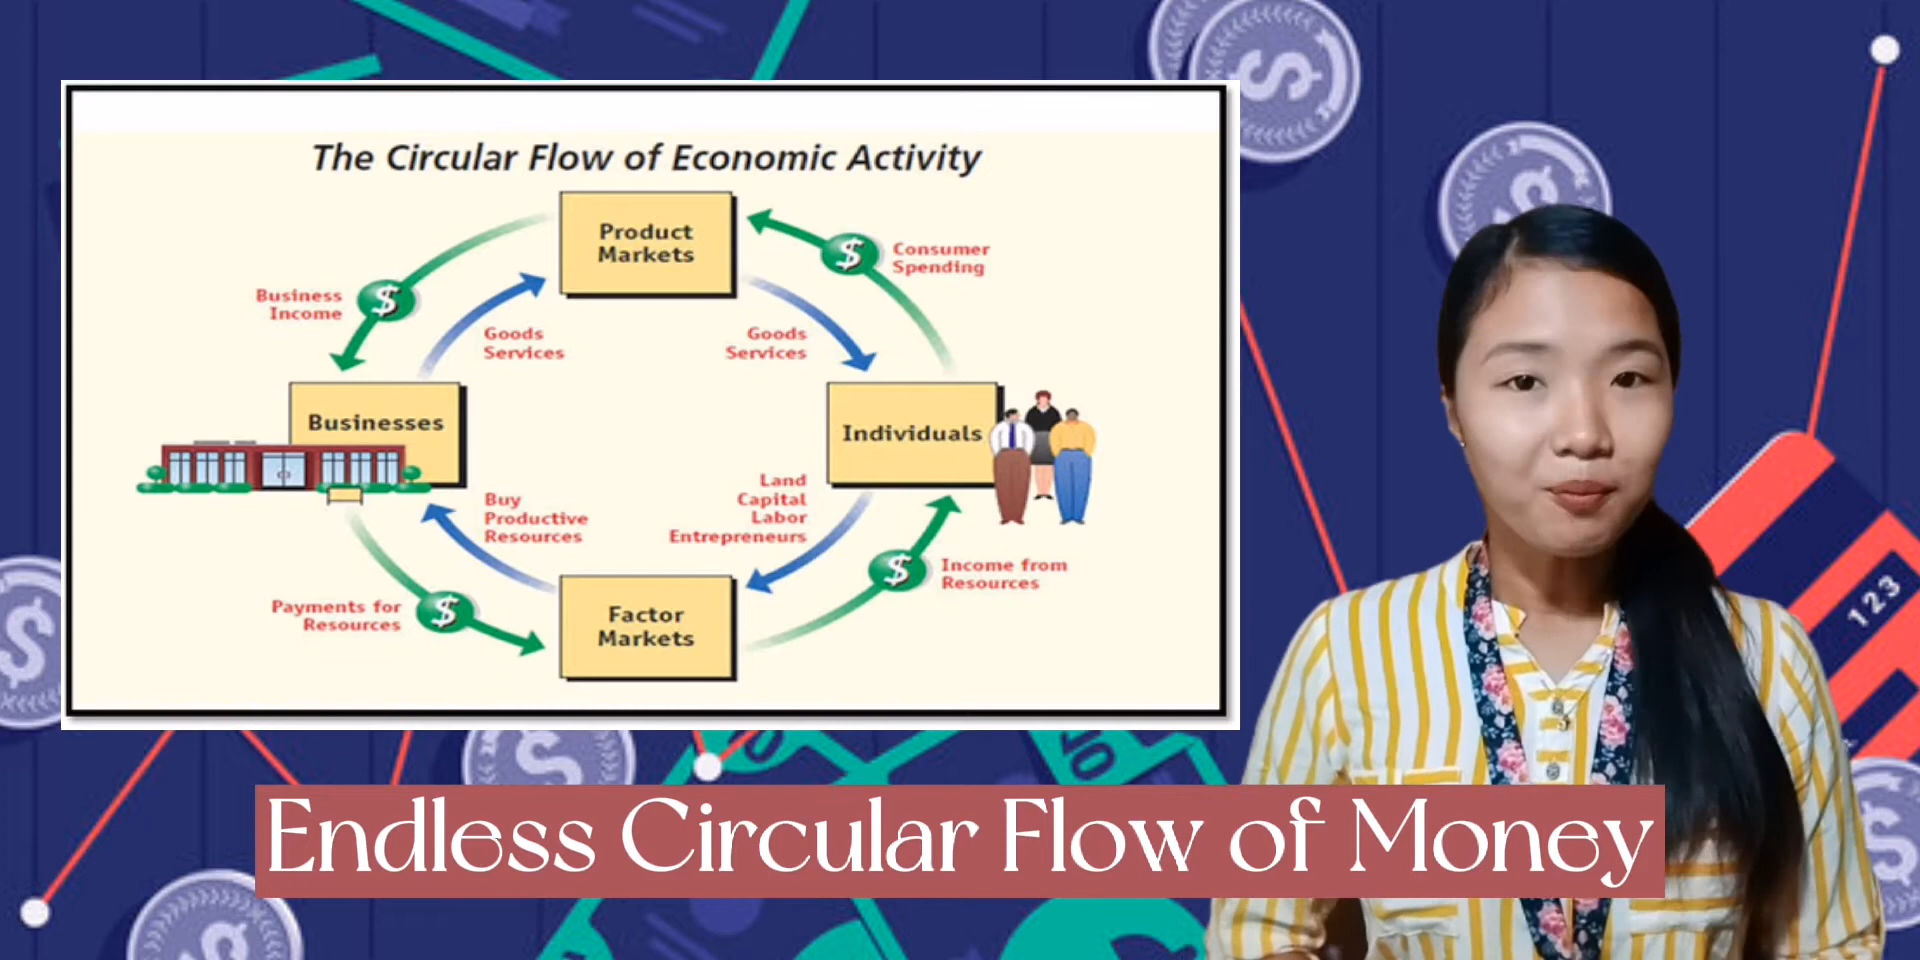 The Circular Flow of Economic Activity
Product
Markets
Consumer
Spending
Business
Income
Goods
Services
Goods
Services
Businesses
Individuals
Buy
Productive
Resources
Land
Capital
Labor
Entrepreneurs
Income from
Resources
Payments for
Resources
Factor
Markets
123
Endless Circular Flow of Money